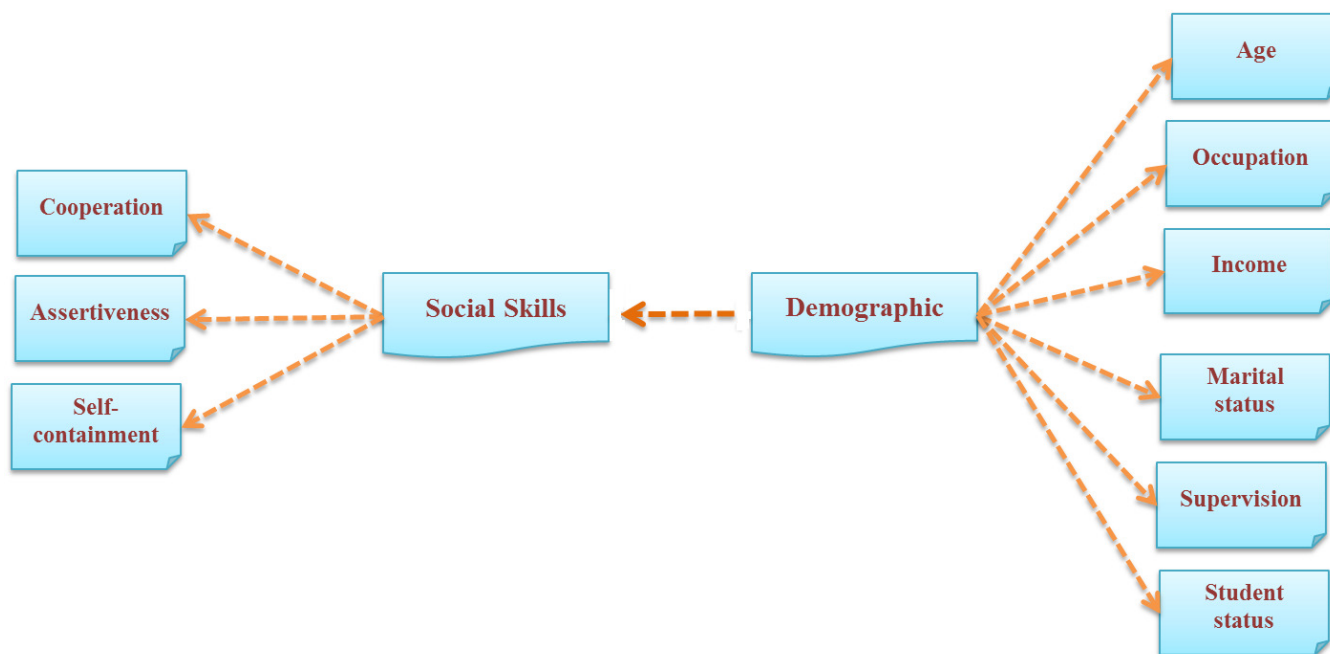 Cooperation
Assertiveness
Self-
containment
Social Skills
Demographic
Age
Occupation
Income
Marital
status
Supervision
Student
status